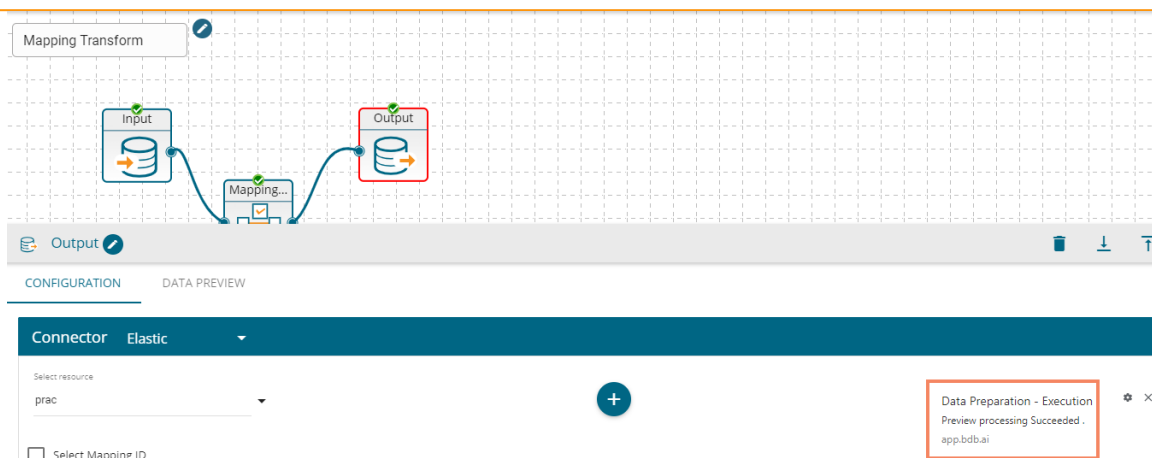 Mapping Transform
Input
Output
Mapping...
Output
CONFIGURATION
DATA PREVIEW
Connector Elastic
Select resource
prac
Data Preparation - Execution
Preview processing Succeeded .
app.bdb.ai
Select Mapping ID